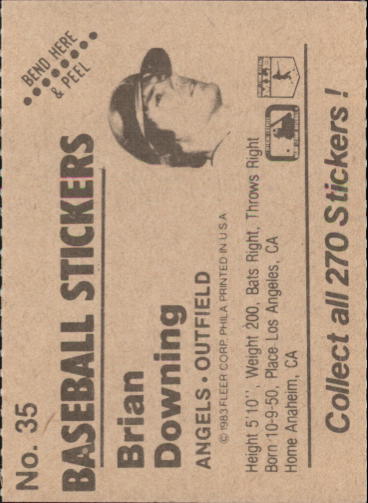 No. 35
BEND HERE
& PEEL
BASEBALL STICKERS
Brian
Downing
ANGELS • OUTFIELD
© 1983 FLEER CORP. PHILA. PRINTED IN U.S.A.
Height 5'10'', Weight 200, Bats Right, Throws Right
Born 10-9-50, Place Los Angeles, CA
Home Anaheim, CA
Collect all 270 Stickers!